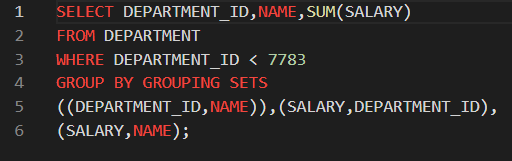 1 SELECT DEPARTMENT_ID,NAME,SUM(SALARY)
2 FROM DEPARTMENT
3 WHERE DEPARTMENT_ID < 7783
4 GROUP BY GROUPING SETS
5 ((DEPARTMENT_ID,NAME)),(SALARY,DEPARTMENT_ID),
6 (SALARY,NAME);